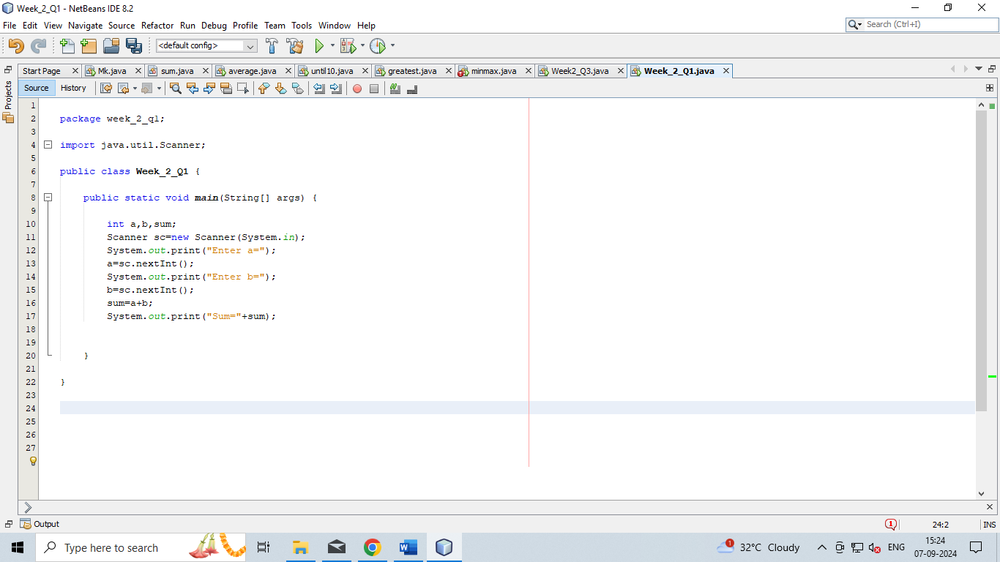 Week_2_Q1 - NetBeans IDE 8.2
File Edit View Navigate Source Refactor Run Debug Profile Team Tools Window Help
Search (Ctrl+I)
<default config>
Projects
Start Page Mk.java sum.java average.java until10.java greatest.java minmax.java Week2_Q3.java Week_2_Q1.java
Source History
1
2 package week_2_q1;
3
4 import java.util.Scanner;
5
6 public class Week_2_Q1 {
7
8 public static void main(String[] args) {
9
10 int a,b,sum;
11 Scanner sc=new Scanner(System.in);
12 System.out.print("Enter a=");
13 a=sc.nextInt();
14 System.out.print("Enter b=");
15 b=sc.nextInt();
16 sum=a+b;
17 System.out.print("Sum="+sum);
18
19
20 }
21
22 }
23
24
25
26
27
Output
1 24:2 INS
Type here to search
1 32°C Cloudy ENG 15:24
07-09-2024